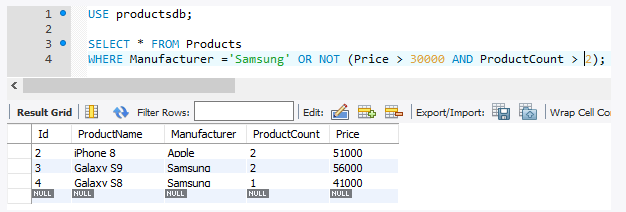 1 USE productsdb;
2
3 SELECT * FROM Products
4 WHERE Manufacturer ='Samsung' OR NOT (Price > 30000 AND ProductCount > 2);
Result Grid Filter Rows: Edit: Export/Import: Wrap Cell Co
Id ProductName Manufacturer ProductCount Price
2 iPhone 8 Apple 2 51000
3 Galaxy S9 Samsung 2 56000
4 Galaxy S8 Samsung 1 41000
NULL NULL NULL NULL NULL